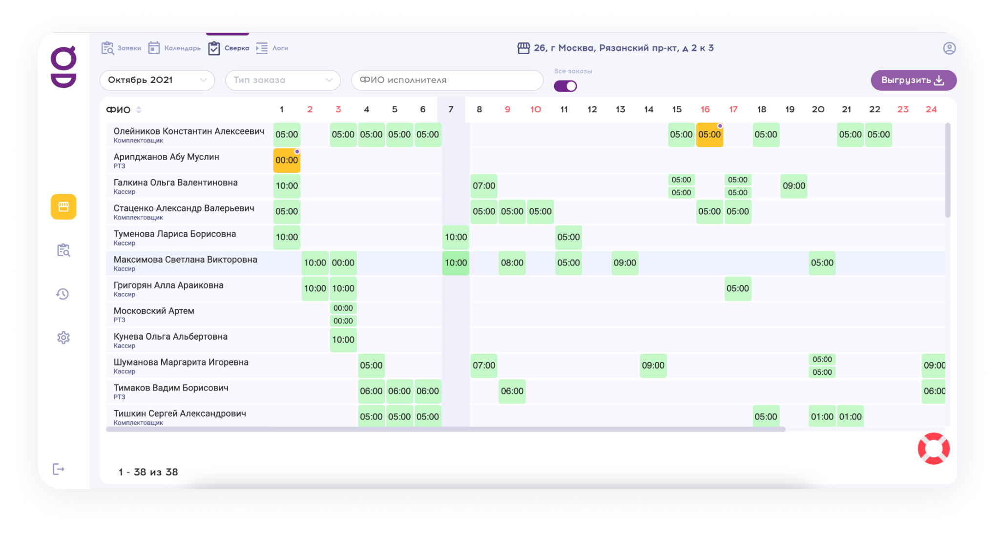 Заявки Календарь Сверка Логи 26, г Москва, Рязанский пр-кт, д 2 к 3
Все заказы
Октябрь 2021 Тип заказа ФИО исполнителя Выгрузить
ФИО 1 2 3 4 5 6 7 8 9 10 11 12 13 14 15 16 17 18 19 20 21 22 23 24
Олейников Константин Алексеевич 05:00 05:00 05:00 05:00 05:00 05:00 05:00 05:00 05:00 05:00
Комплектовщик
Арипджанов Абу Муслин 00:00
РТЗ
Галкина Ольга Валентиновна 10:00 07:00 05:00 05:00 09:00
Кассир 05:00 05:00
Стаценко Александр Валерьевич 05:00 05:00 05:00 05:00 05:00 05:00
Комплектовщик
Туменова Лариса Борисовна 10:00 10:00 05:00
Кассир
Максимова Светлана Викторовна 10:00 00:00 10:00 08:00 05:00 09:00 05:00
Кассир
Григорян Алла Араиковна 10:00 10:00 05:00
Кассир
Московский Артем 00:00
РТЗ 00:00
Кунева Ольга Альбертовна 10:00
Кассир
Шуманова Маргарита Игоревна 05:00 07:00 09:00 05:00 09:00
Кассир 05:00
Тимаков Вадим Борисович 06:00 06:00 06:00 06:00 06:00
РТЗ
Тишкин Сергей Александрович 05:00 05:00 05:00 05:00 01:00 01:00
Комплектовщик
1 - 38 из 38